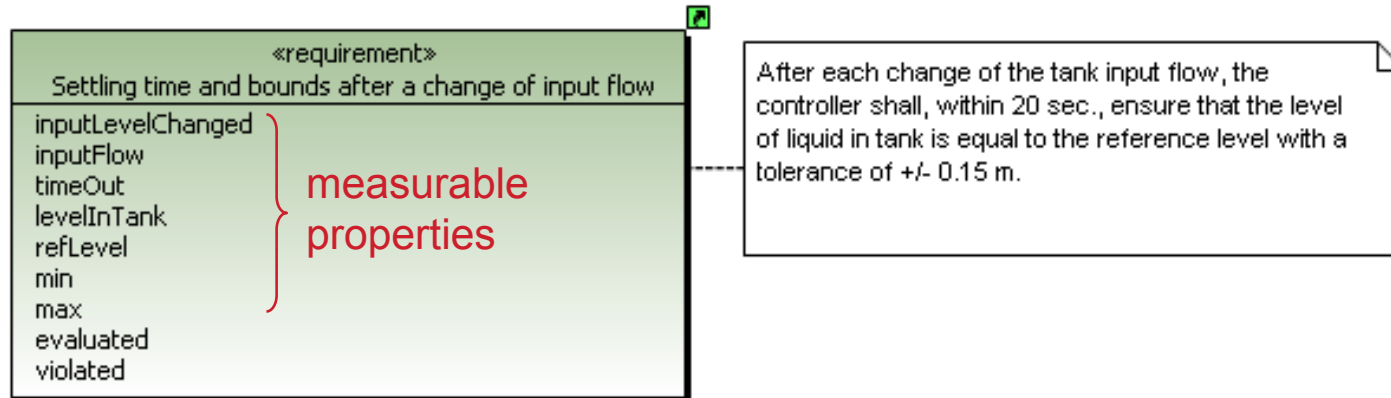 «requirement»
Settling time and bounds after a change of input flow
inputLevelChanged
inputFlow
timeOut
levelInTank
refLevel
min
max
evaluated
violated
measurable
properties
After each change of the tank input flow, the
controller shall, within 20 sec., ensure that the level
of liquid in tank is equal to the reference level with a
tolerance of +/- 0.15 m.